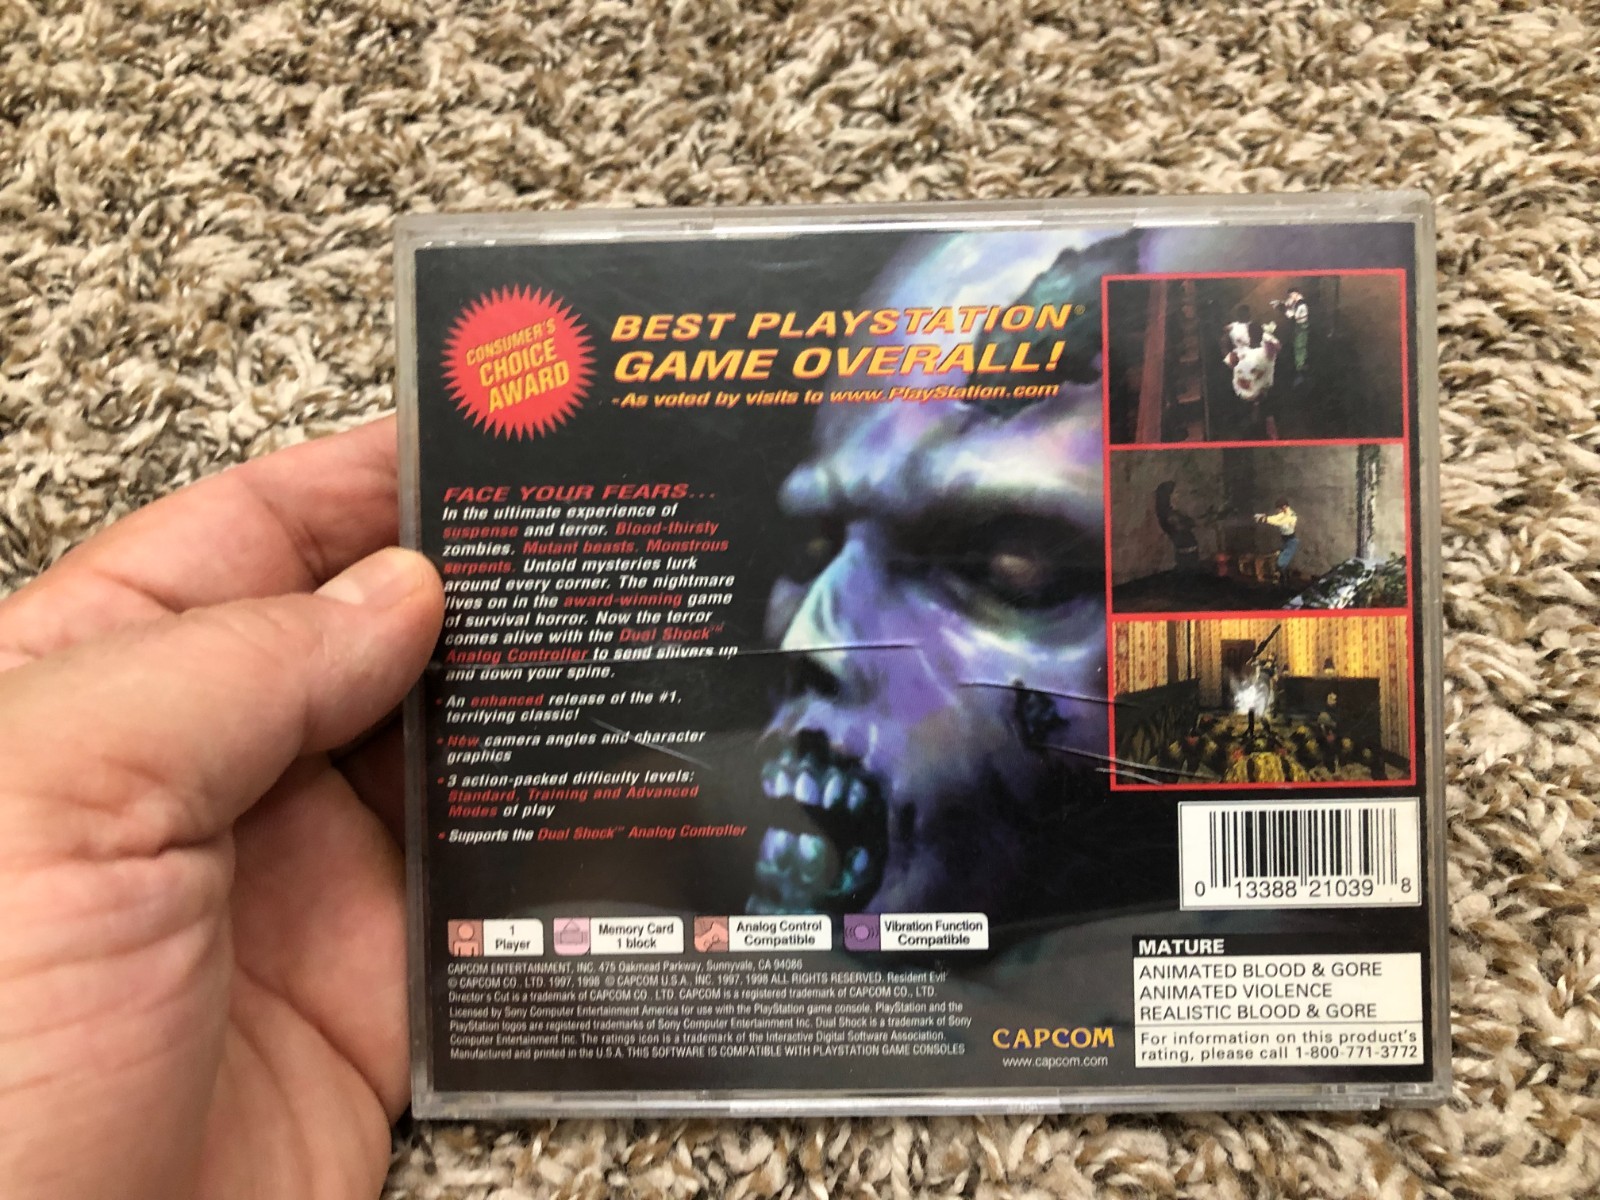 CONSUMER'S
CHOICE
AWARD
BEST PLAYSTATION®
GAME OVERALL!
-As voted by visits to www.PlayStation.com
FACE YOUR FEARS...
In the ultimate experience of
suspense and terror. Blood-thirsty
zombies. Mutant beasts. Monstrous
serpents. Untold mysteries lurk
around every corner. The nightmare
lives on in the award-winning game
of survival horror. Now the terror
comes alive with the Dual Shock™
Analog Controller to send shivers up
and down your spine.
• An enhanced release of the #1,
terrifying classic!
• New camera angles and character
graphics
• 3 action-packed difficulty levels:
Standard, Training and Advanced
Modes of play
• Supports the Dual Shock™ Analog Controller
0 13388 21039 8
1
Player
Memory Card
1 block
Analog Control
Compatible
Vibration Function
Compatible
CAPCOM ENTERTAINMENT, INC. 475 Oakmead Parkway, Sunnyvale, CA 94086
© CAPCOM CO., LTD. 1997, 1998 © CAPCOM U.S.A., INC. 1997, 1998 ALL RIGHTS RESERVED. Resident Evil
Director's Cut is a trademark of CAPCOM CO., LTD. CAPCOM is a registered trademark of CAPCOM CO., LTD.
Licensed by Sony Computer Entertainment America for use with the PlayStation game console. PlayStation and the
PlayStation logos are registered trademarks of Sony Computer Entertainment Inc. Dual Shock is a trademark of Sony
Computer Entertainment Inc. The ratings icon is a trademark of the Interactive Digital Software Association.
Manufactured and printed in the U.S.A. THIS SOFTWARE IS COMPATIBLE WITH PLAYSTATION GAME CONSOLES
CAPCOM
www.capcom.com
MATURE
ANIMATED BLOOD & GORE
ANIMATED VIOLENCE
REALISTIC BLOOD & GORE
For information on this product's
rating, please call 1-800-771-3772